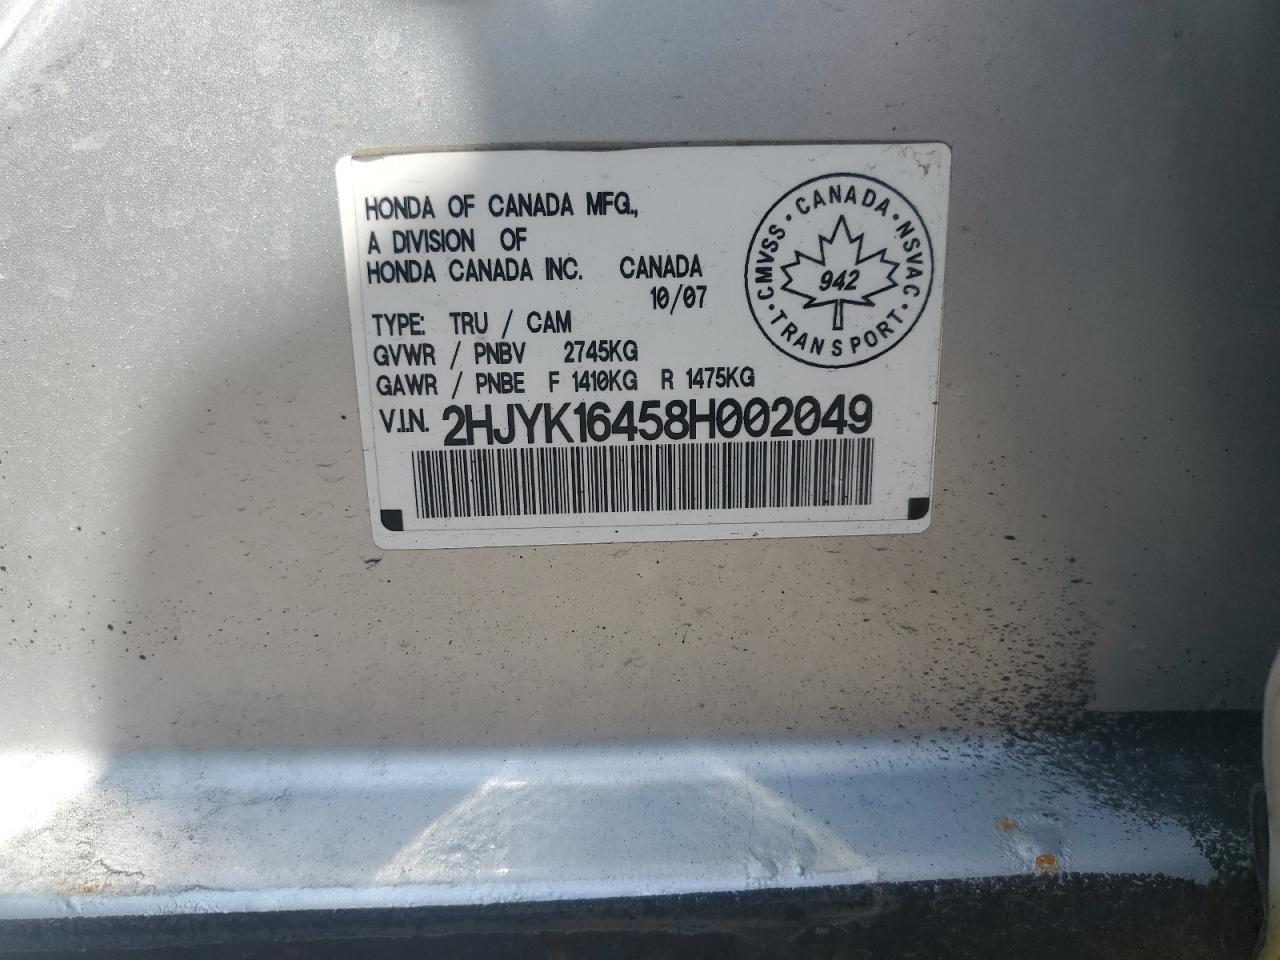 HONDA OF CANADA MFG.,
A DIVISION OF
HONDA CANADA INC. CANADA
10/07
TYPE: TRU / CAM
GVWR / PNBV 2745KG
GAWR / PNBE F 1410KG R 1475KG
V.I.N. 2HJYK16458H002049
CANADA · NSVAC · TRANSPORT · CMVSS ·
942